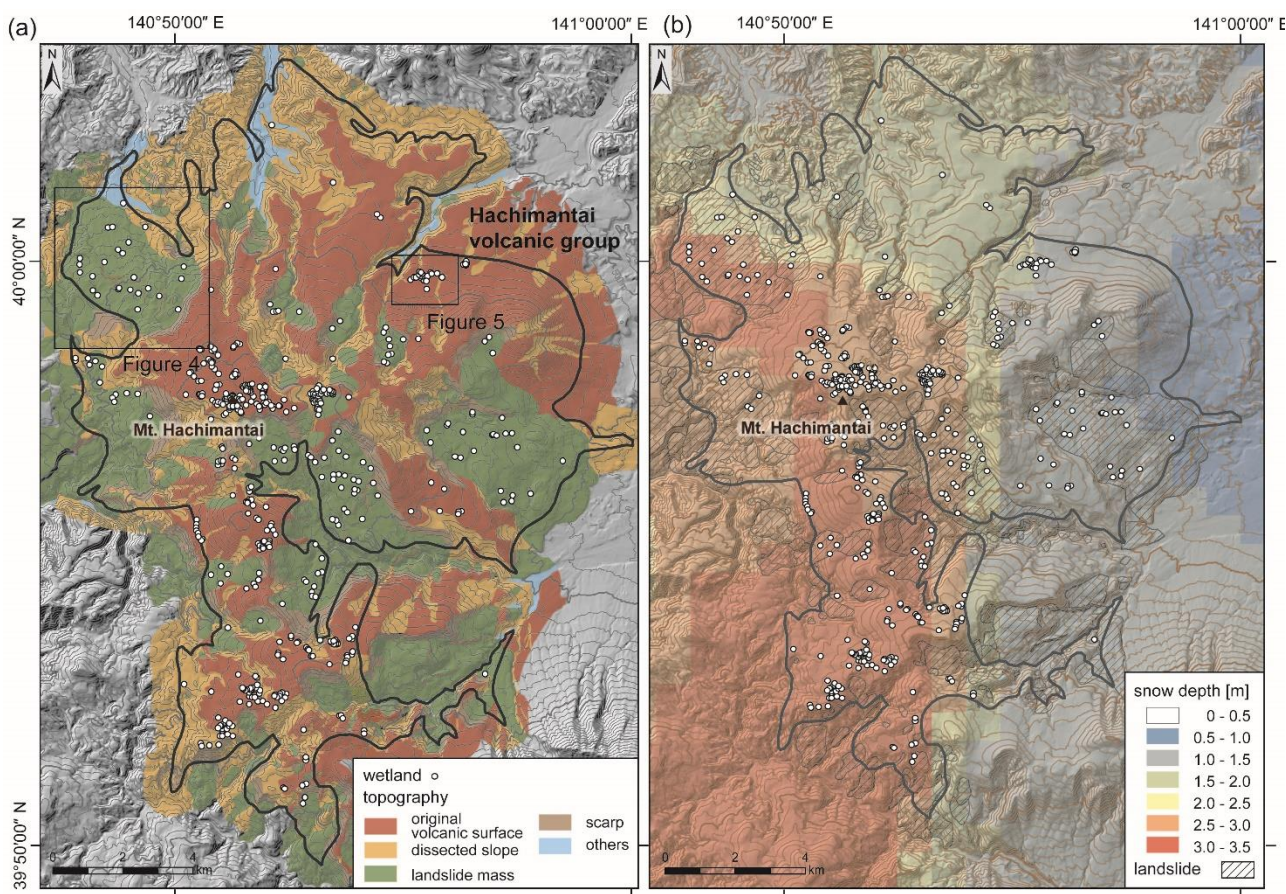 (a)
140°50′00″ E
141°00′00″ E
N
40°00′00″ N
39°50′00″ N
Hachimantai
volcanic group
Figure 5
Figure 4
Mt. Hachimantai
wetland
topography
original
volcanic surface
dissected slope
landslide mass
scarp
others
0 2 4
km
(b)
140°50′00″ E
141°00′00″ E
N
Mt. Hachimantai
snow depth [m]
0 - 0.5
0.5 - 1.0
1.0 - 1.5
1.5 - 2.0
2.0 - 2.5
2.5 - 3.0
3.0 - 3.5
landslide
0 2 4
km